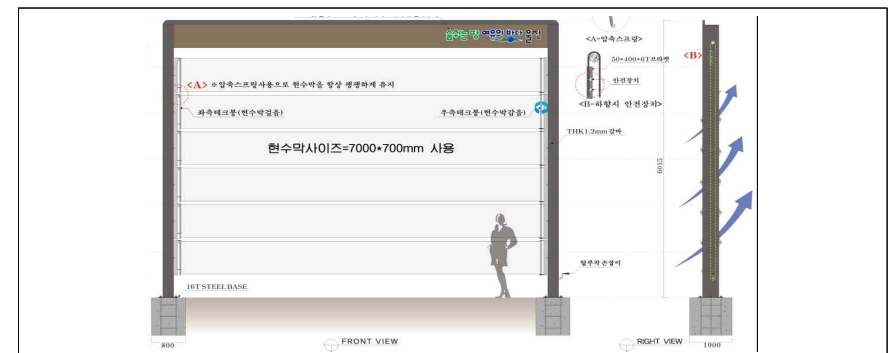 숨쉬는 땅 여유의 바다 울진
<A-압축스프링>
<A> ※압축스프링사용으로 현수막을 항상 팽팽하게 유지
50*400*6T브라켓
<B>
안전장치
<B-하향시 안전장치>
좌측테크봉(현수막걸음)
우측테크봉(현수막감음)
THK1.2mm갈바
현수막사이즈=7000*700mm 사용
6015
탈부착손잡이
16T STEEL BASE
800
FRONT VIEW
RIGHT VIEW
1000